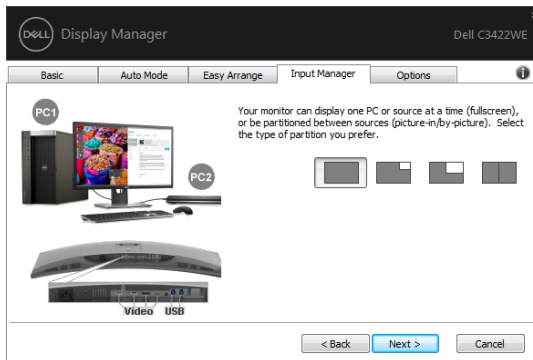 DELL Display Manager
Dell C3422WE
Basic
Auto Mode
Easy Arrange
Input Manager
Options
PC1
PC2
Your monitor can display one PC or source at a time (fullscreen),
or be partitioned between sources (picture-in/by-picture). Select
the type of partition you prefer.
Video USB
< Back
Next >
Cancel